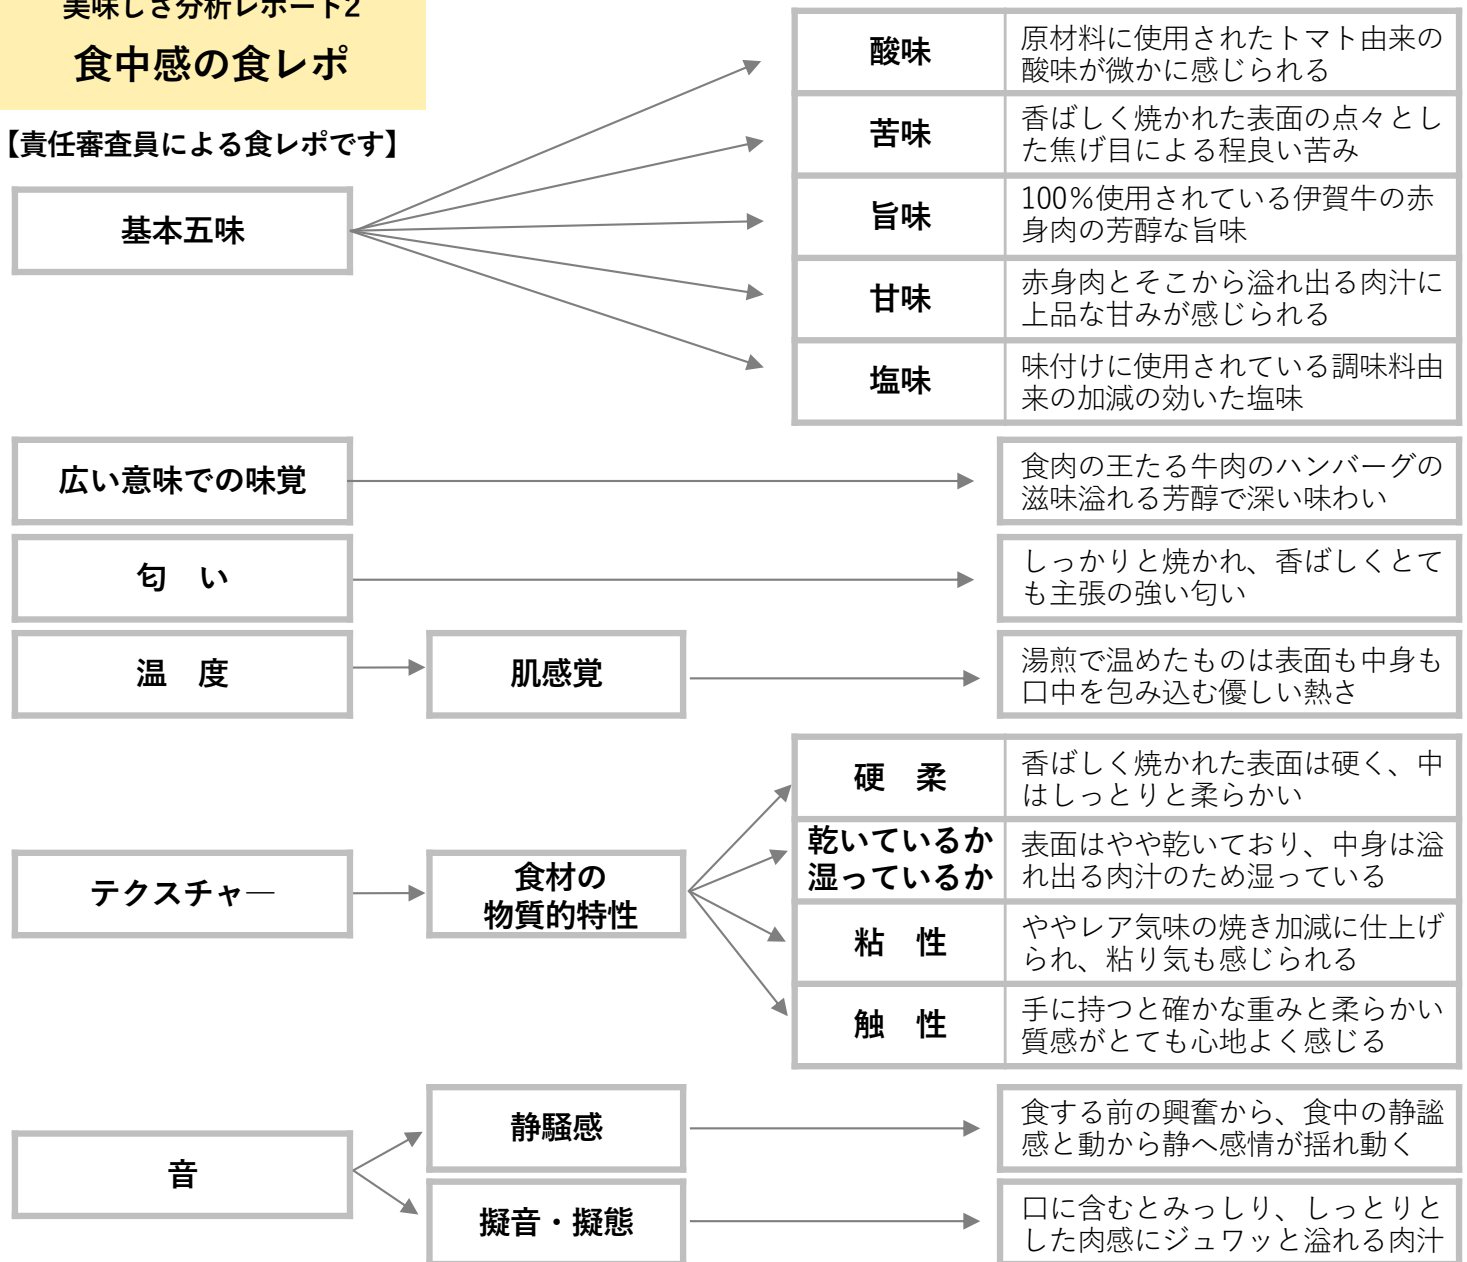 美味しさ分析レポート2
食中感の食レポ
【責任審査員による食レポです】
基本五味
酸味
原材料に使用されたトマト由来の
酸味が微かに感じられる
苦味
香ばしく焼かれた表面の点々とし
た焦げ目による程良い苦み
旨味
100%使用されている伊賀牛の赤
身肉の芳醇な旨味
甘味
赤身肉とそこから溢れ出る肉汁に
上品な甘みが感じられる
塩味
味付けに使用されている調味料由
来の加減の効いた塩味
広い意味での味覚
食肉の王たる牛肉のハンバーグの
滋味溢れる芳醇で深い味わい
匂　い
しっかりと焼かれ、香ばしくとて
も主張の強い匂い
温　度
肌感覚
湯煎で温めたものは表面も中身も
口中を包み込む優しい熱さ
テクスチャ―
食材の
物質的特性
硬　柔
香ばしく焼かれた表面は硬く、中
はしっとりと柔らかい
乾いているか
湿っているか
表面はやや乾いており、中身は溢
れ出る肉汁のため湿っている
粘　性
ややレア気味の焼き加減に仕上げ
られ、粘り気も感じられる
触　性
手に持つと確かな重みと柔らかい
質感がとても心地よく感じる
音
静騒感
食する前の興奮から、食中の静謐
感と動から静へ感情が揺れ動く
擬音・擬態
口に含むとみっしり、しっとりと
した肉感にジュワッと溢れる肉汁